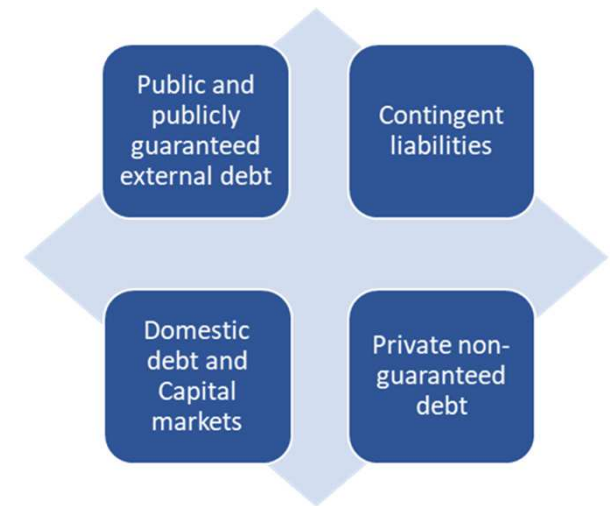 Public and
publicly
guaranteed
external debt
Contingent
liabilities
Domestic
debt and
Capital
markets
Private non-
guaranteed
debt